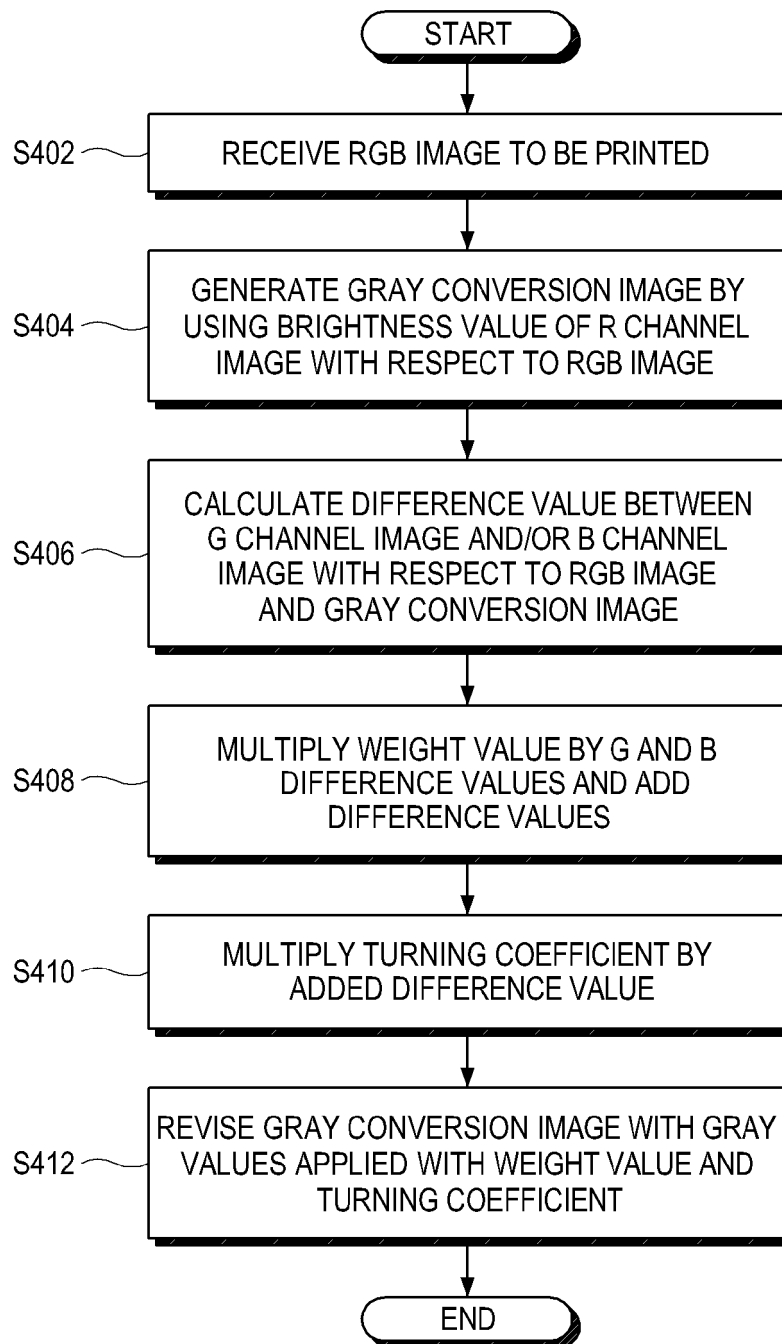 START
S402
RECEIVE RGB IMAGE TO BE PRINTED
S404
GENERATE GRAY CONVERSION IMAGE BY
USING BRIGHTNESS VALUE OF R CHANNEL
IMAGE WITH RESPECT TO RGB IMAGE
S406
CALCULATE DIFFERENCE VALUE BETWEEN
G CHANNEL IMAGE AND/OR B CHANNEL
IMAGE WITH RESPECT TO RGB IMAGE
AND GRAY CONVERSION IMAGE
S408
MULTIPLY WEIGHT VALUE BY G AND B
DIFFERENCE VALUES AND ADD
DIFFERENCE VALUES
S410
MULTIPLY TURNING COEFFICIENT BY
ADDED DIFFERENCE VALUE
S412
REVISE GRAY CONVERSION IMAGE WITH GRAY
VALUES APPLIED WITH WEIGHT VALUE AND
TURNING COEFFICIENT
END